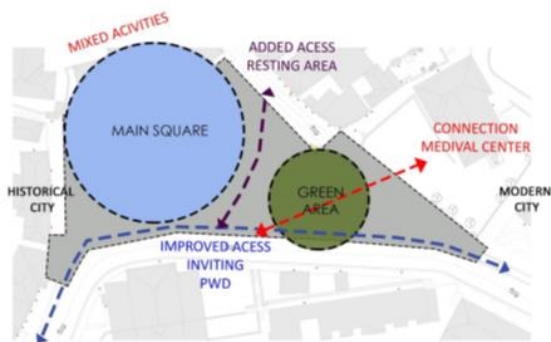 MIXED ACIVITIES
ADDED ACESS
RESTING AREA
MAIN SQUARE
CONNECTION
MEDIVAL CENTER
HISTORICAL
CITY
GREEN
AREA
MODERN
CITY
IMPROVED ACESS
INVITING
PWD